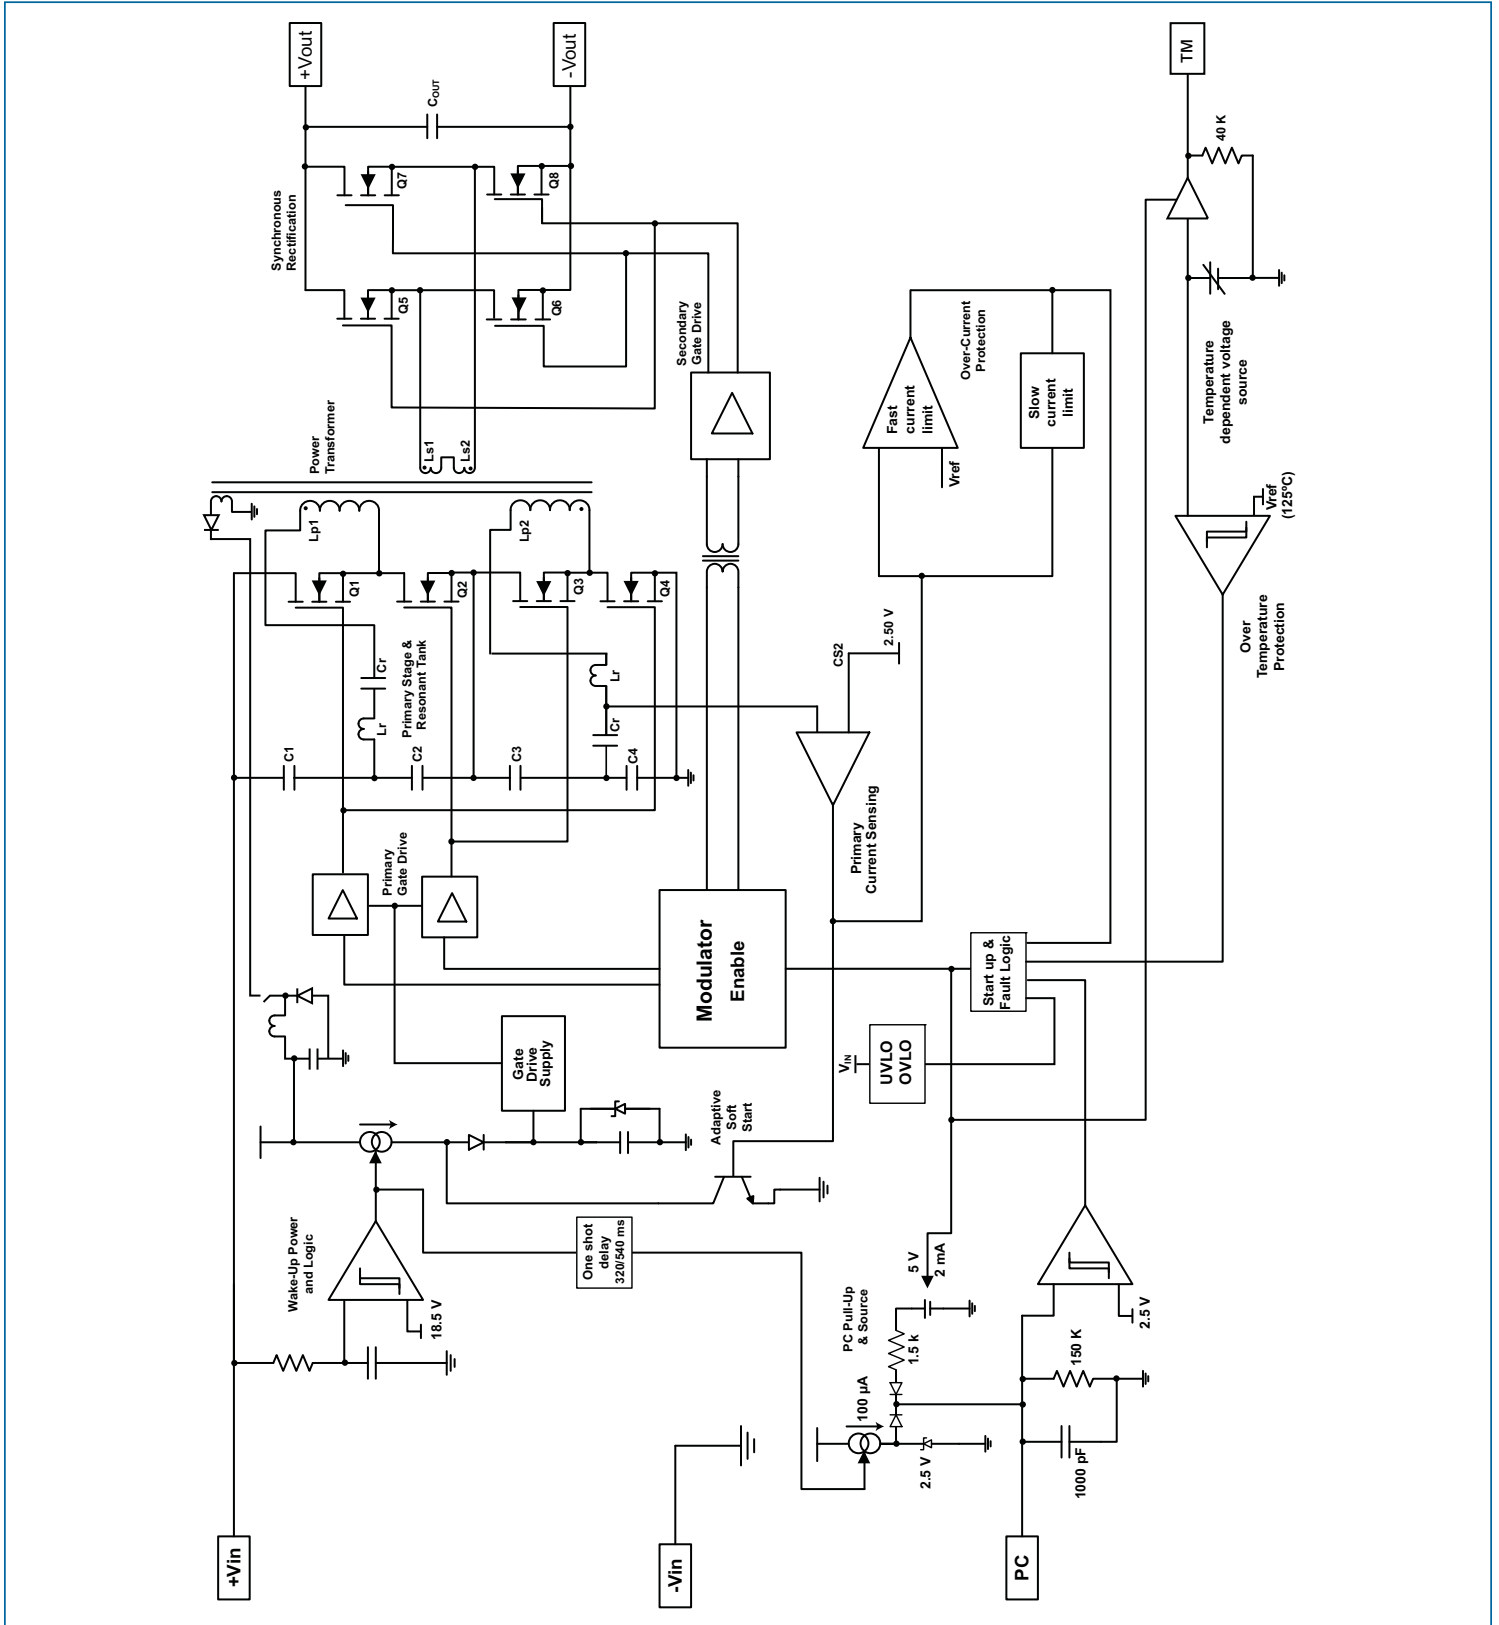 +Vout
-Vout
TM
COUT
40 K
Q7
Q8
Synchronous
Rectification
Q5
Q6
Secondary
Gate Drive
Over-Current
Protection
Fast
current
limit
Slow
current
limit
Vref
Temperature
dependent voltage
source
Power
Transformer
Ls1
Ls2
Lp1
Lp2
Vref
(125ºC)
Q1
Q2
Q3
Q4
Over
Temperature
Protection
CS2
2.50 V
Cr
Lr
Primary Stage &
Resonant Tank
Lr
Cr
C1
C2
C3
C4
Primary
Current Sensing
Primary
Gate Drive
Modulator
Enable
Start up &
Fault Logic
VIN
UVLO
OVLO
Gate
Drive
Supply
Adaptive
Soft
Start
Wake-Up Power
and Logic
18.5 V
One shot
delay
320/540 ms
5 V
2 mA
PC Pull-Up
& Source
1.5 k
100 µA
2.5 V
2.5 V
150 K
1000 pF
+Vin
-Vin
PC